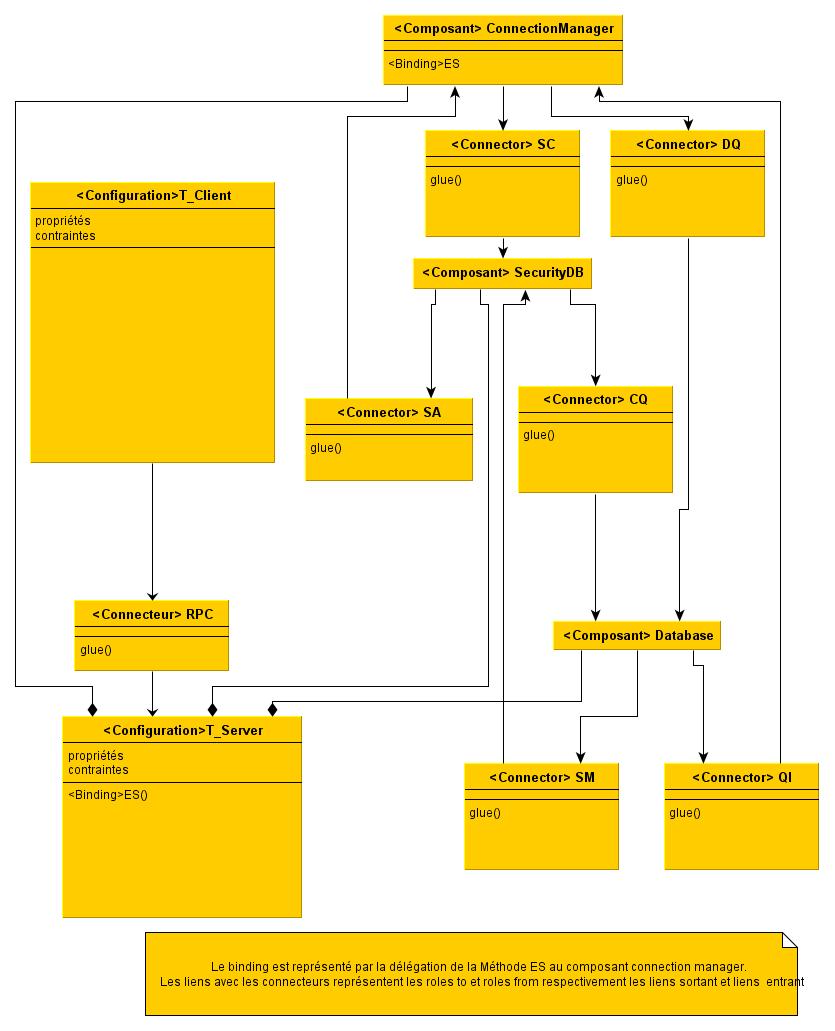 <Composant> ConnectionManager
<Binding>ES
<Connector> SC
glue()
<Connector> DQ
glue()
<Configuration>T_Client
propriétés
contraintes
<Composant> SecurityDB
<Connector> SA
glue()
<Connector> CQ
glue()
<Connecteur> RPC
glue()
<Composant> Database
<Configuration>T_Server
propriétés
contraintes
<Binding>ES()
<Connector> SM
glue()
<Connector> QI
glue()
Le binding est représenté par la délégation de la Méthode ES au composant connection manager.
Les liens avec les connecteurs représentent les roles to et roles from respectivement les liens sortant et liens entrant